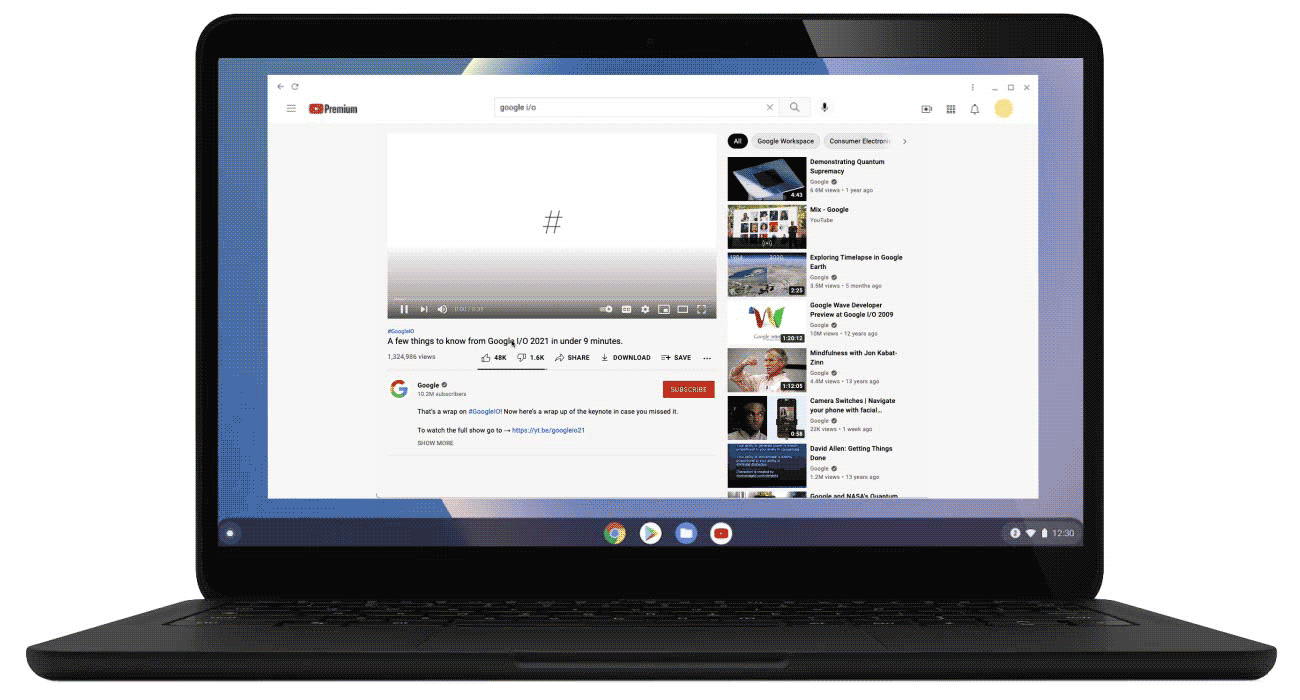 Premium
google i/o
#
#GoogleIO
A few things to know from Google I/O 2021 in under 9 minutes.
1,324,986 views
48K
1.6K
SHARE
DOWNLOAD
SAVE
Google
10.2M subscribers
SUBSCRIBE
That's a wrap on #GoogleIO! Now here's a wrap up of the keynote in case you missed it.
To watch the full show go to → https://yt.be/googleio21
SHOW MORE
All
Google Workspace
Consumer Electroni
4:43
Demonstrating Quantum
Supremacy
Google
6.6M views • 1 year ago
Mix - Google
YouTube
2:25
Exploring Timelapse in Google
Earth
Google
3.5M views • 5 months ago
1:20:12
Google Wave Developer
Preview at Google I/O 2009
Google
10M views • 12 years ago
1:12:05
Mindfulness with Jon Kabat-
Zinn
Google
4.4M views • 13 years ago
0:58
Camera Switches | Navigate
your phone with facial...
Google
23K views • 1 week ago
David Allen: Getting Things
Done
Google
1.2M views • 13 years ago
Google and NASA's Quantum
2
12:30